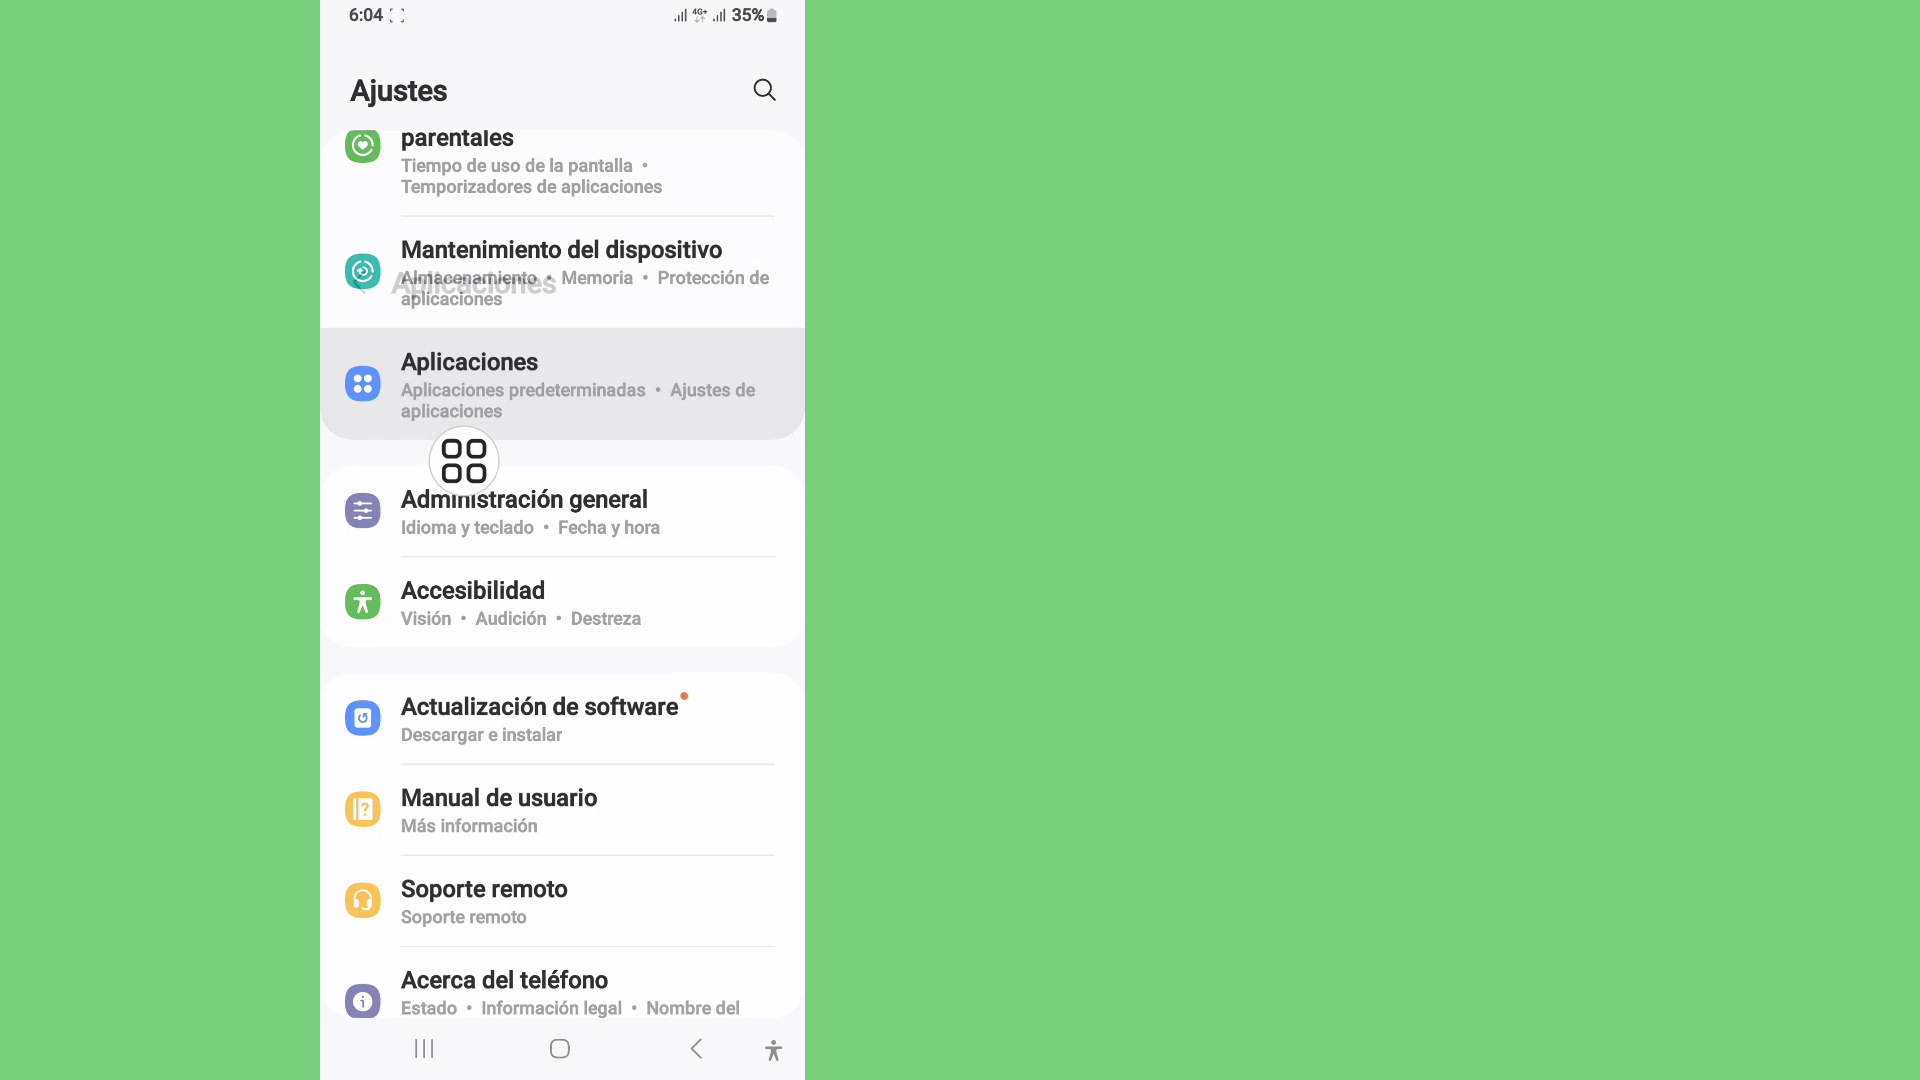 6:04
4G+
35%
Ajustes
parentales
Tiempo de uso de la pantalla •
Temporizadores de aplicaciones
Mantenimiento del dispositivo
Almacenamiento • Memoria • Protección de
aplicaciones
Aplicaciones
Aplicaciones
Aplicaciones predeterminadas • Ajustes de
aplicaciones
Administración general
Idioma y teclado • Fecha y hora
Accesibilidad
Visión • Audición • Destreza
Actualización de software
Descargar e instalar
Manual de usuario
Más información
Soporte remoto
Soporte remoto
Acerca del teléfono
Estado • Información legal • Nombre del